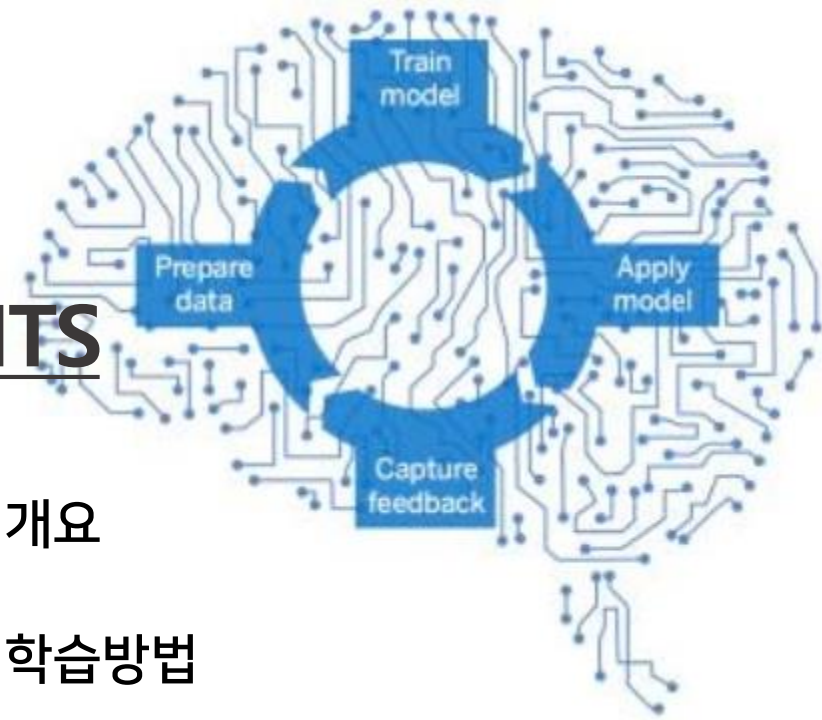 Train
model
Prepare
data
Apply
model
Capture
feedback
개요
학습방법